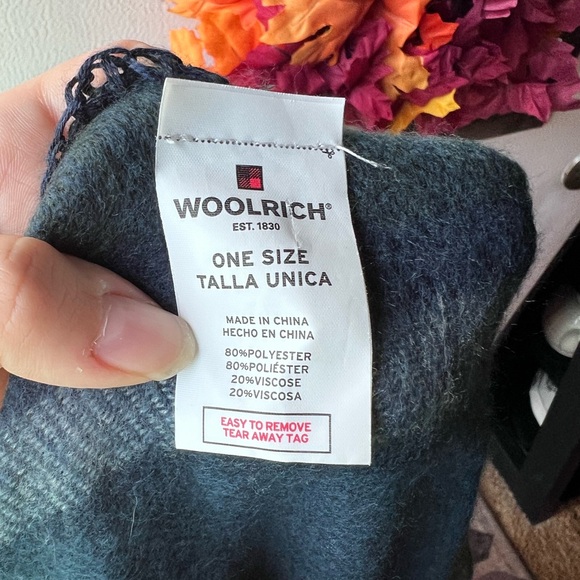 WOOLRICH®
EST. 1830
ONE SIZE
TALLA UNICA
MADE IN CHINA
HECHO EN CHINA
80%POLYESTER
80%POLIÉSTER
20%VISCOSE
20%VISCOSA
EASY TO REMOVE
TEAR AWAY TAG